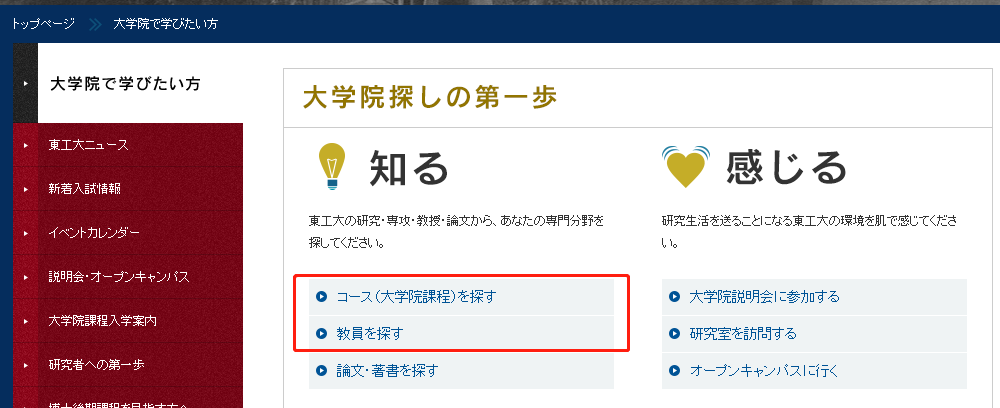 トップページ
大学院で学びたい方
大学院で学びたい方
東工大ニュース
新着入試情報
イベントカレンダー
説明会・オープンキャンパス
大学院課程入学案内
研究者への第一歩
大学院探しの第一歩
知る
東工大の研究・専攻・教授・論文から、あなたの専門分野を
探してください。
コース(大学院課程)を探す
教員を探す
論文・著書を探す
感じる
研究生活を送ることになる東工大の環境を肌で感じてくださ
い。
大学院説明会に参加する
研究室を訪問する
オープンキャンパスに行く